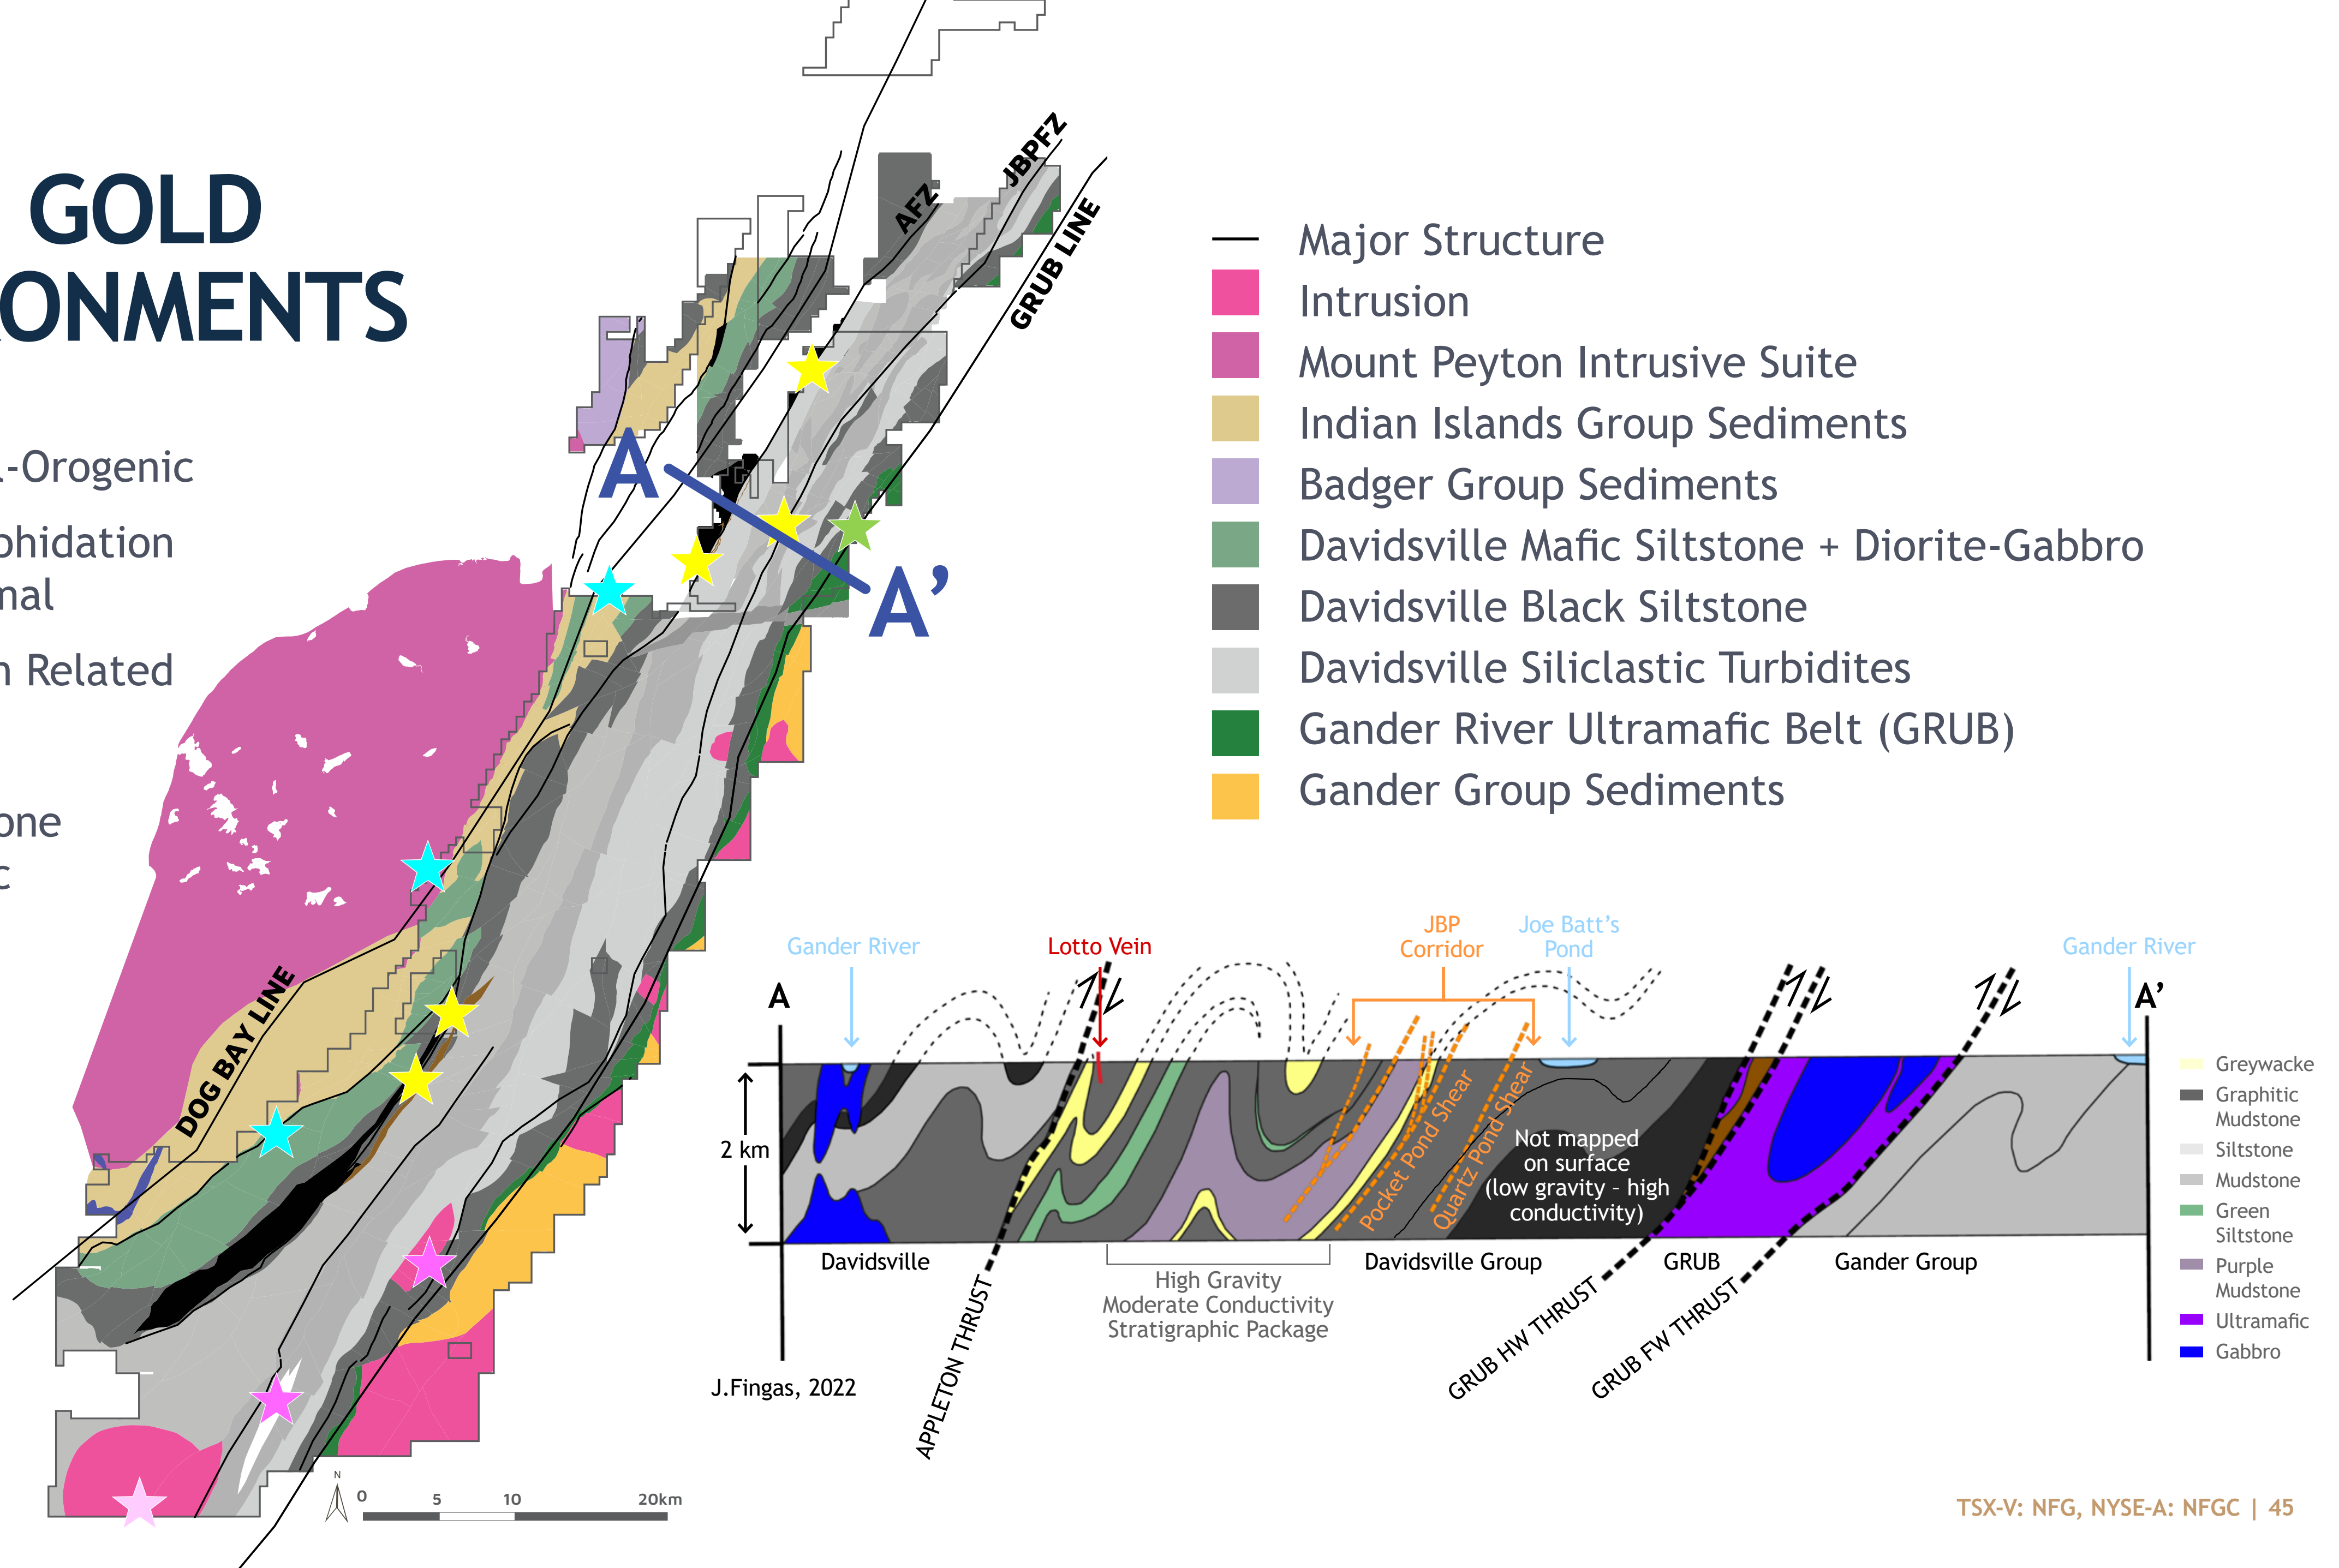 GOLD
ONMENTS
-Orogenic
phidation
mal
n Related
one
c
AFZ
JBPFZ
GRUB LINE
A
A’
DOG BAY LINE
N
0 5 10 20km
Major Structure
Intrusion
Mount Peyton Intrusive Suite
Indian Islands Group Sediments
Badger Group Sediments
Davidsville Mafic Siltstone + Diorite-Gabbro
Davidsville Black Siltstone
Davidsville Siliclastic Turbidites
Gander River Ultramafic Belt (GRUB)
Gander Group Sediments
Gander River
Lotto Vein
JBP
Corridor
Joe Batt’s
Pond
Gander River
A
A’
2 km
Pocket Pond Shear
Quartz Pond Shear
Not mapped
on surface
(low gravity - high
conductivity)
Davidsville
Davidsville Group
GRUB
Gander Group
High Gravity
Moderate Conductivity
Stratigraphic Package
APPLETON THRUST
GRUB HW THRUST
GRUB FW THRUST
J.Fingas, 2022
Greywacke
Graphitic
Mudstone
Siltstone
Mudstone
Green
Siltstone
Purple
Mudstone
Ultramafic
Gabbro
TSX-V: NFG, NYSE-A: NFGC | 45